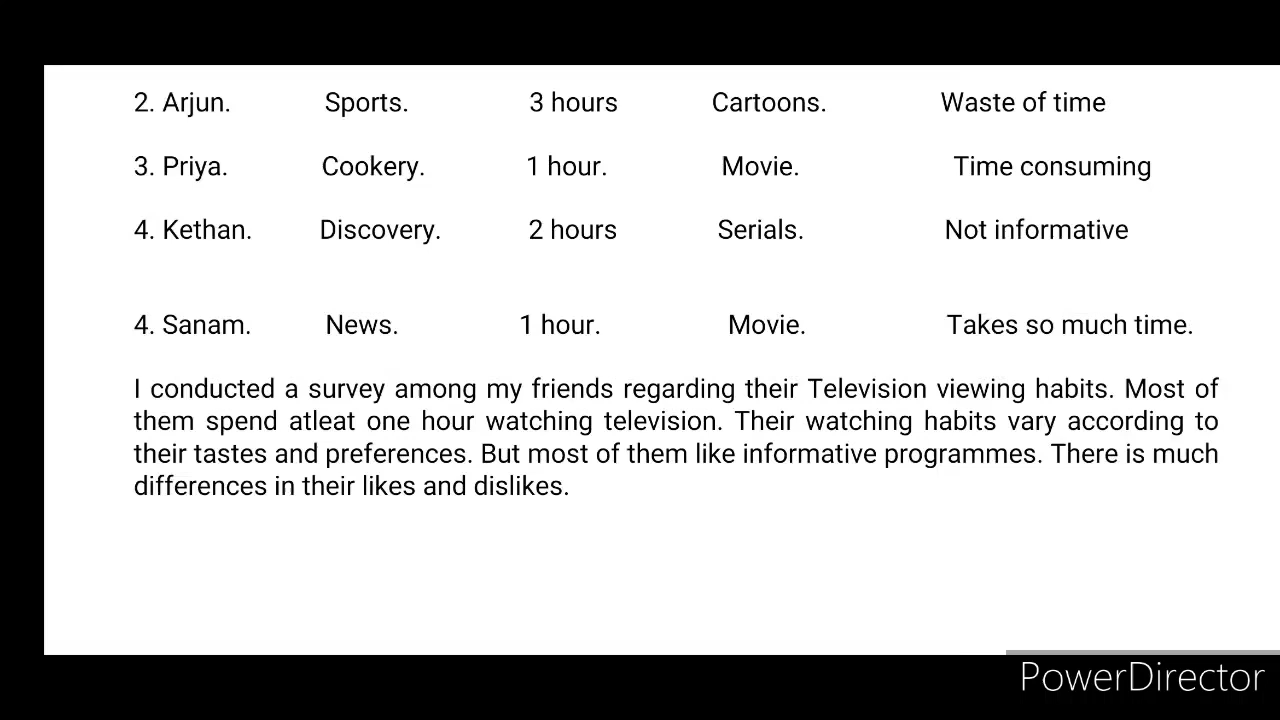 2. Arjun. Sports. 3 hours Cartoons. Waste of time
3. Priya. Cookery. 1 hour. Movie. Time consuming
4. Kethan. Discovery. 2 hours Serials. Not informative
4. Sanam. News. 1 hour. Movie. Takes so much time.
I conducted a survey among my friends regarding their Television viewing habits. Most of
them spend atleat one hour watching television. Their watching habits vary according to
their tastes and preferences. But most of them like informative programmes. There is much
differences in their likes and dislikes.
PowerDirector